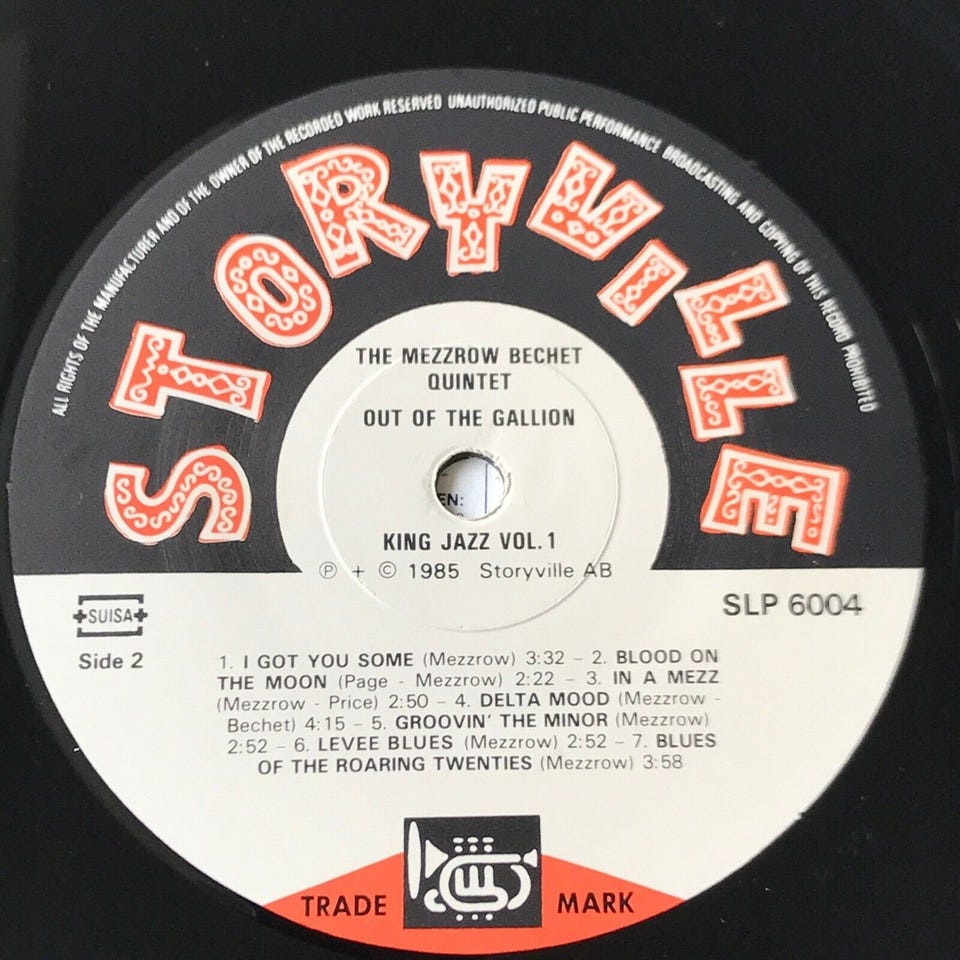 ALL RIGHTS OF THE MANUFACTURER AND OF THE OWNER OF THE RECORDED WORK RESERVED UNAUTHORIZED PUBLIC PERFORMANCE BROADCASTING AND COPYING OF THIS RECORD PROHIBITED
STORYVILLE
THE MEZZROW BECHET
QUINTET
OUT OF THE GALLION
EN:
KING JAZZ VOL.1
Ⓟ + © 1985 Storyville AB
SUISA
SLP 6004
Side 2
1. I GOT YOU SOME (Mezzrow) 3:32 – 2. BLOOD ON
THE MOON (Page - Mezzrow) 2:22 – 3. IN A MEZZ
(Mezzrow - Price) 2:50 – 4. DELTA MOOD (Mezzrow -
Bechet) 4:15 – 5. GROOVIN' THE MINOR (Mezzrow)
2:52 – 6. LEVEE BLUES (Mezzrow) 2:52 – 7. BLUES
OF THE ROARING TWENTIES (Mezzrow) 3:58
TRADE MARK